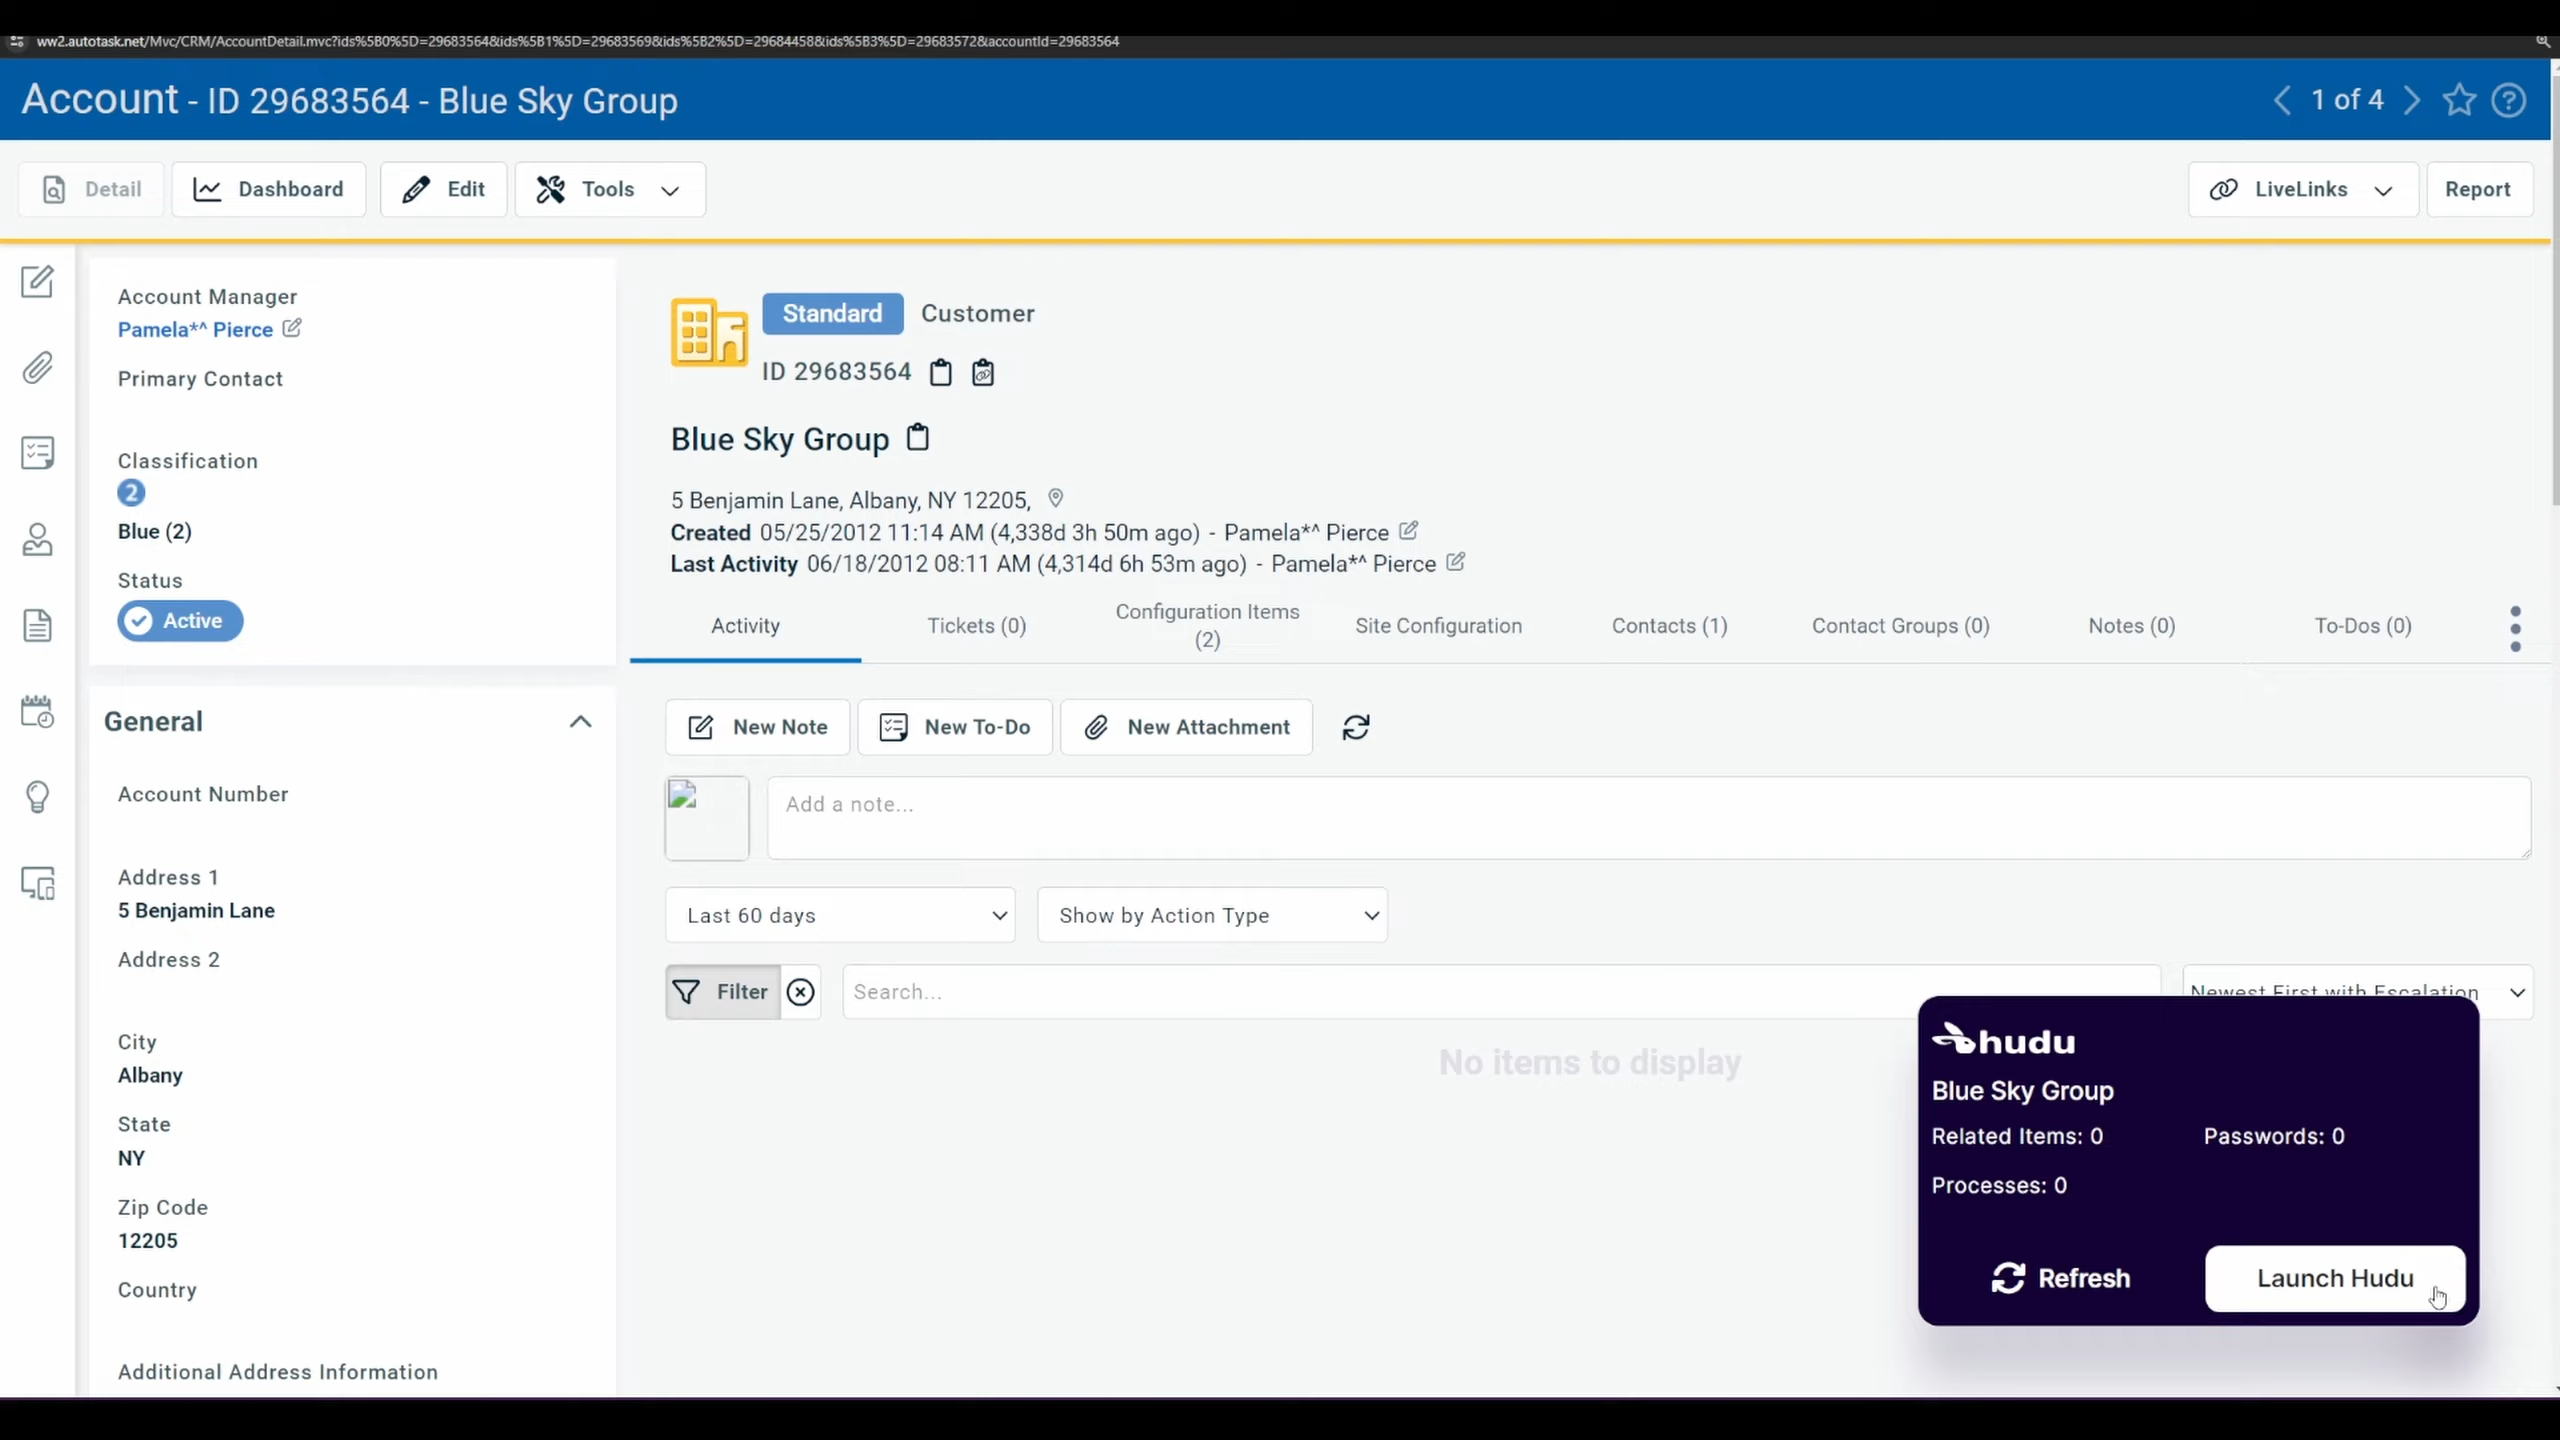 ww2.autotask.net/Mvc/CRM/AccountDetail.mvc?ids%5B0%5D=29683564&ids%5B1%5D=29683569&ids%5B2%5D=29684458&ids%5B3%5D=29683572&accountId=29683564
Account - ID 29683564 - Blue Sky Group
1 of 4
Detail
Dashboard
Edit
Tools
LiveLinks
Report
Account Manager
Pamela*^ Pierce
Primary Contact
Classification
2
Blue (2)
Status
Active
General
Account Number
Address 1
5 Benjamin Lane
Address 2
City
Albany
State
NY
Zip Code
12205
Country
Additional Address Information
Standard
Customer
ID 29683564
Blue Sky Group
5 Benjamin Lane, Albany, NY 12205,
Created 05/25/2012 11:14 AM (4,338d 3h 50m ago) - Pamela*^ Pierce
Last Activity 06/18/2012 08:11 AM (4,314d 6h 53m ago) - Pamela*^ Pierce
Activity
Tickets (0)
Configuration Items
(2)
Site Configuration
Contacts (1)
Contact Groups (0)
Notes (0)
To-Dos (0)
New Note
New To-Do
New Attachment
Add a note...
Last 60 days
Show by Action Type
Filter
Search...
Newest First with Escalation
No items to display
hudu
Blue Sky Group
Related Items: 0
Passwords: 0
Processes: 0
Refresh
Launch Hudu